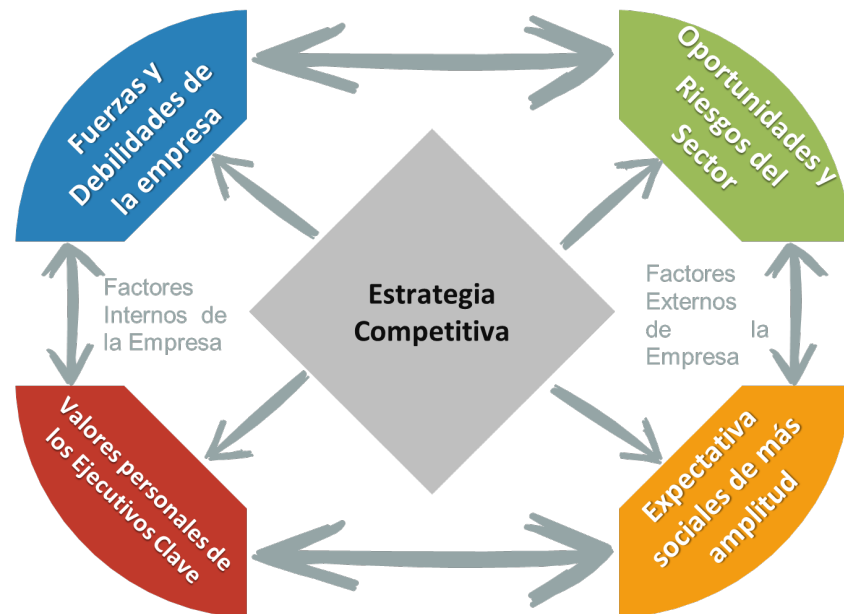 Fuerzas y
Debilidades de
la empresa
Oportunidades y
Riesgos del
Sector
Factores
Internos de
la Empresa
Estrategia
Competitiva
Factores
Externos
de la
Empresa
Valores personales de
los Ejecutivos Clave
Expectativa
sociales de más
amplitud